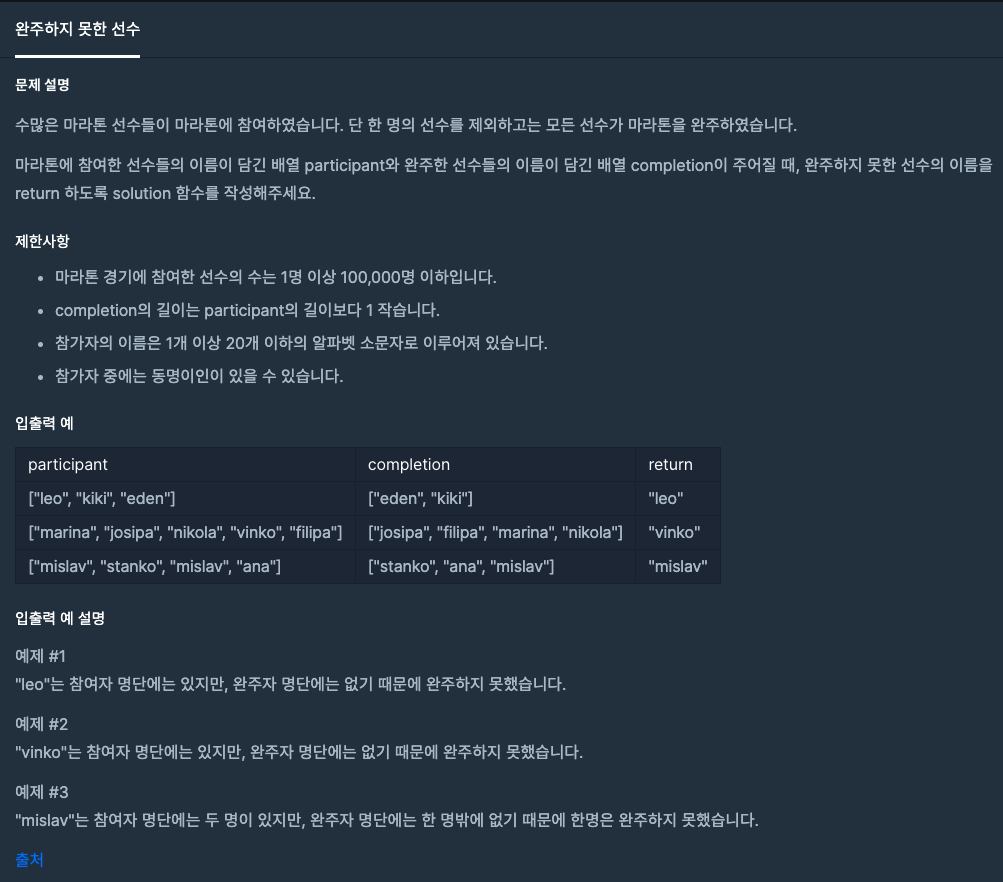 완주하지 못한 선수
문제 설명
수많은 마라톤 선수들이 마라톤에 참여하였습니다. 단 한 명의 선수를 제외하고는 모든 선수가 마라톤을 완주하였습니다.
마라톤에 참여한 선수들의 이름이 담긴 배열 participant와 완주한 선수들의 이름이 담긴 배열 completion이 주어질 때, 완주하지 못한 선수의 이름을
return 하도록 solution 함수를 작성해주세요.
제한사항
• 마라톤 경기에 참여한 선수의 수는 1명 이상 100,000명 이하입니다.
• completion의 길이는 participant의 길이보다 1 작습니다.
• 참가자의 이름은 1개 이상 20개 이하의 알파벳 소문자로 이루어져 있습니다.
• 참가자 중에는 동명이인이 있을 수 있습니다.
입출력 예
participant completion return
["leo", "kiki", "eden"] ["eden", "kiki"] "leo"
["marina", "josipa", "nikola", "vinko", "filipa"] ["josipa", "filipa", "marina", "nikola"] "vinko"
["mislav", "stanko", "mislav", "ana"] ["stanko", "ana", "mislav"] "mislav"
입출력 예 설명
예제 #1
"leo"는 참여자 명단에는 있지만, 완주자 명단에는 없기 때문에 완주하지 못했습니다.
예제 #2
"vinko"는 참여자 명단에는 있지만, 완주자 명단에는 없기 때문에 완주하지 못했습니다.
예제 #3
"mislav"는 참여자 명단에는 두 명이 있지만, 완주자 명단에는 한 명밖에 없기 때문에 한명은 완주하지 못했습니다.
출처